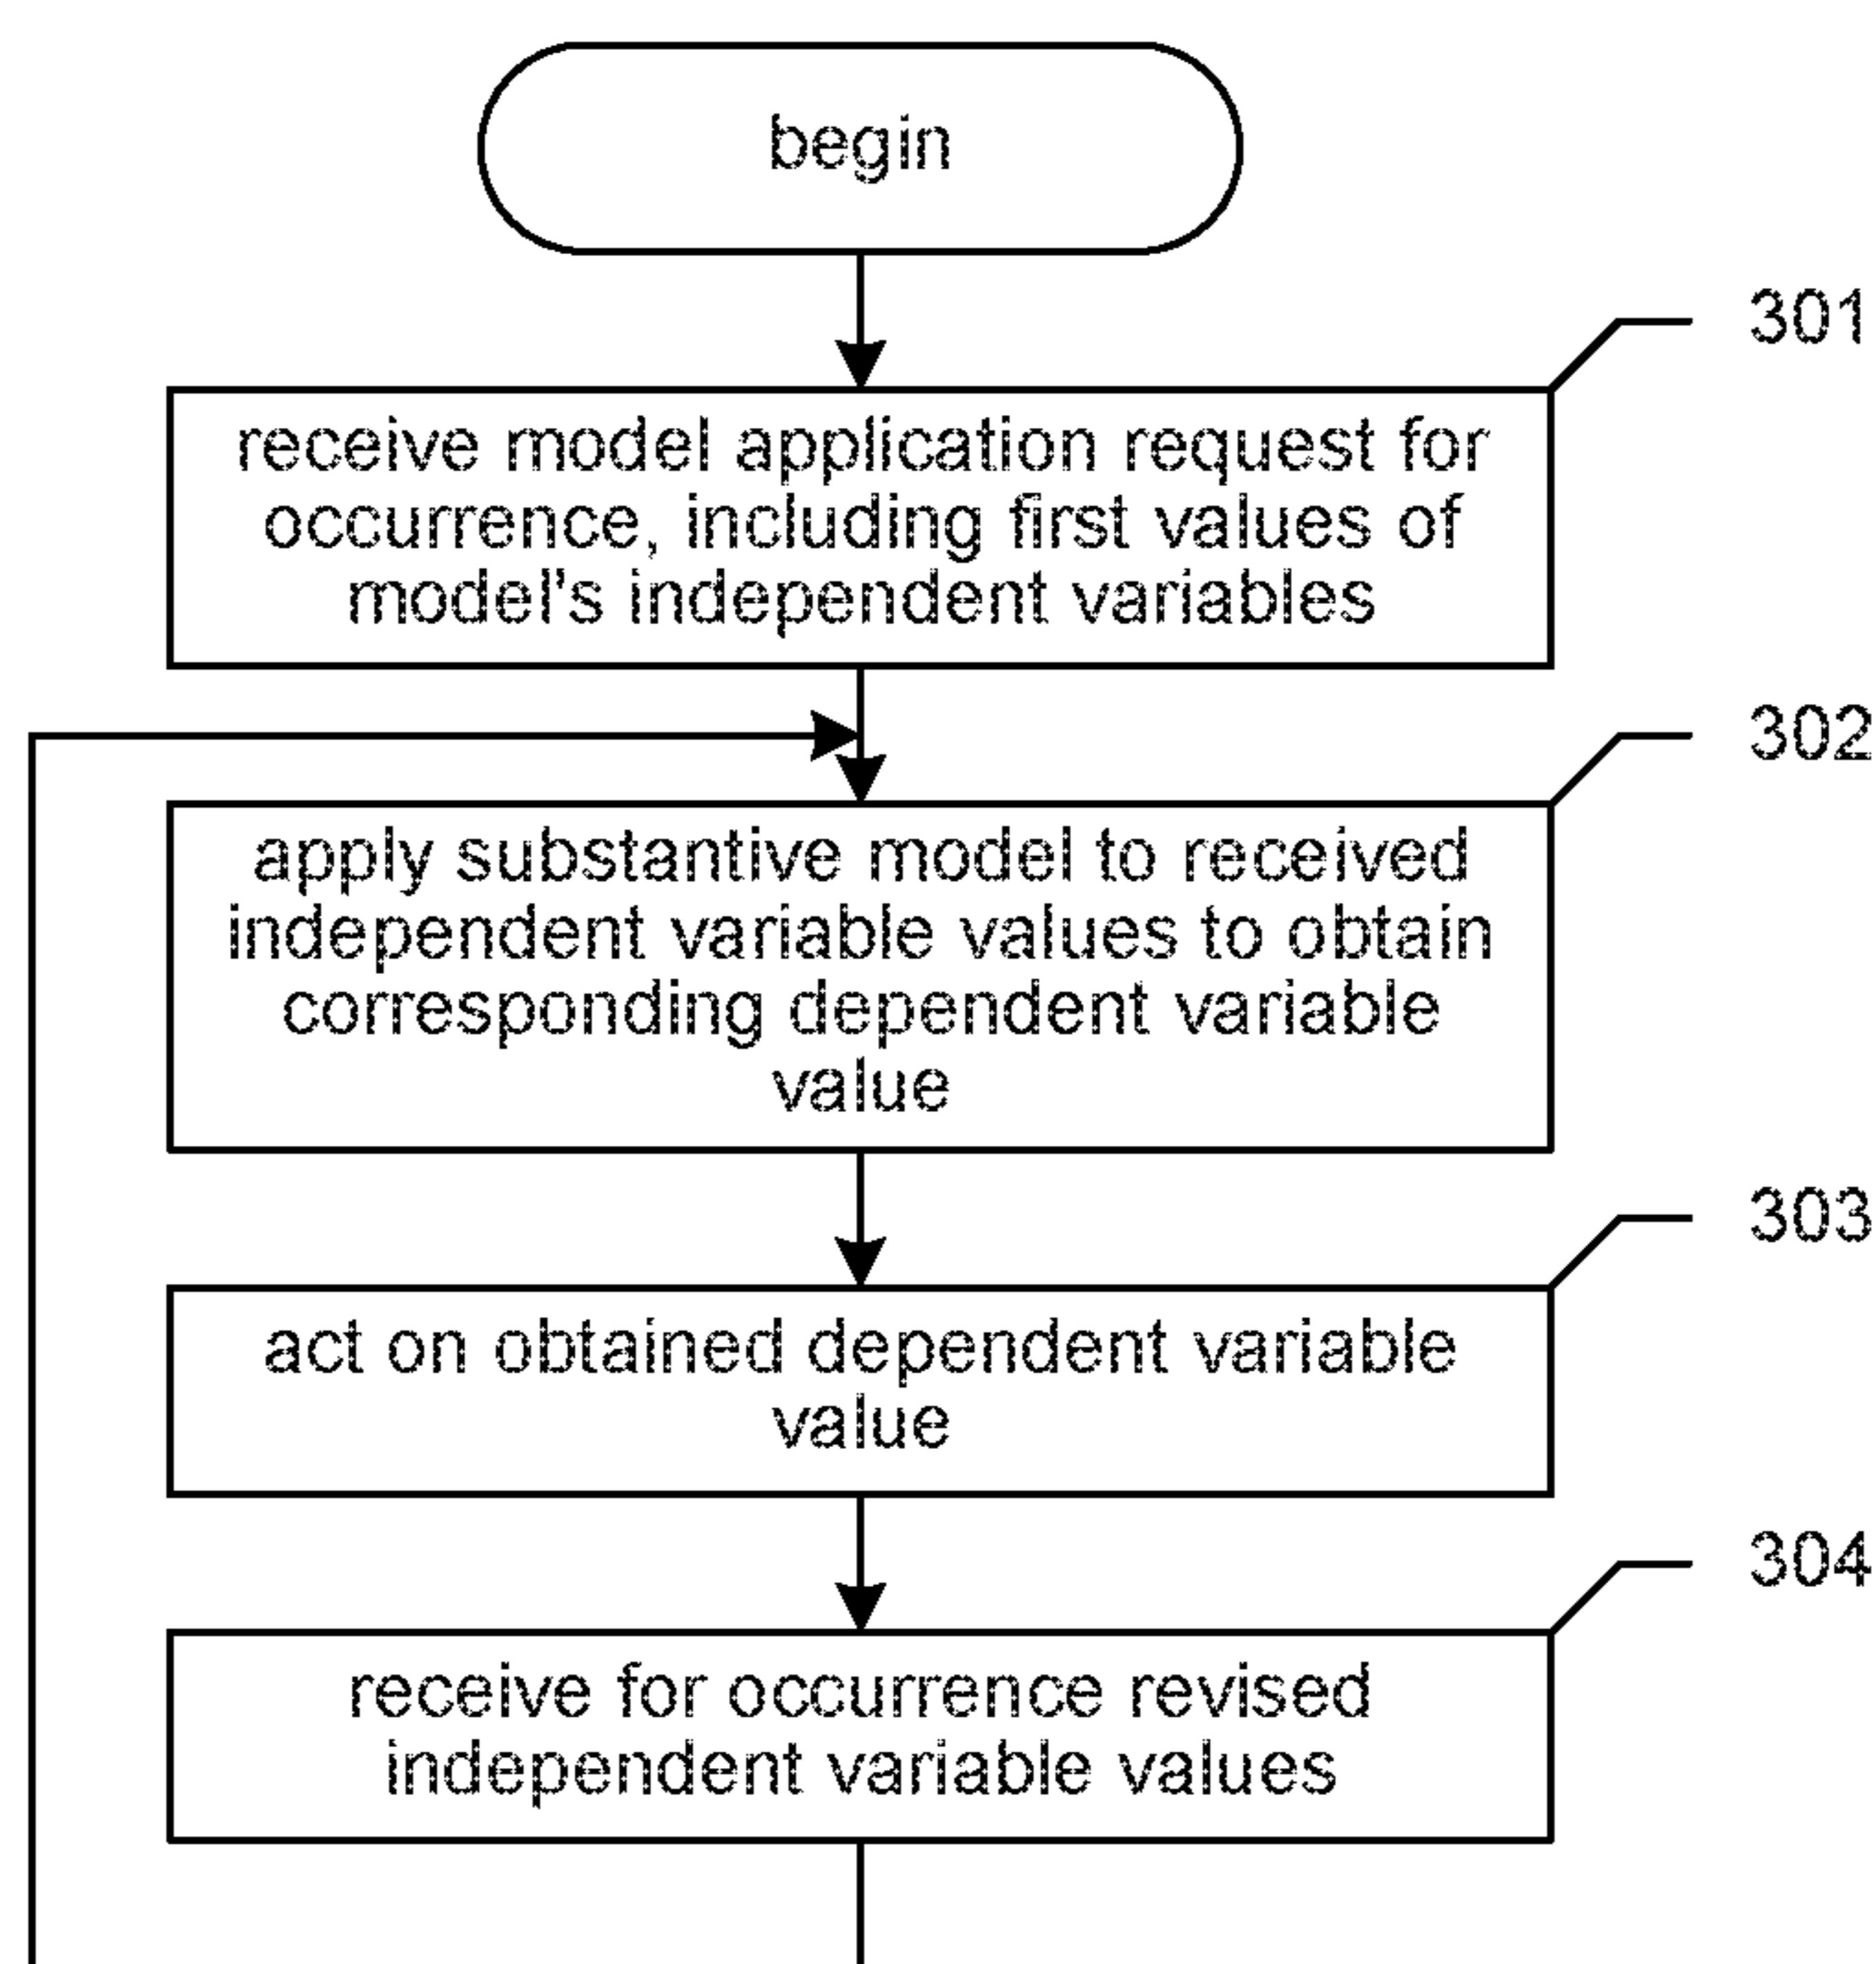 begin
301
receive model application request for
occurrence, including first values of
model's independent variables
302
apply substantive model to received
independent variable values to obtain
corresponding dependent variable
value
303
act on obtained dependent variable
value
304
receive for occurrence revised
independent variable values